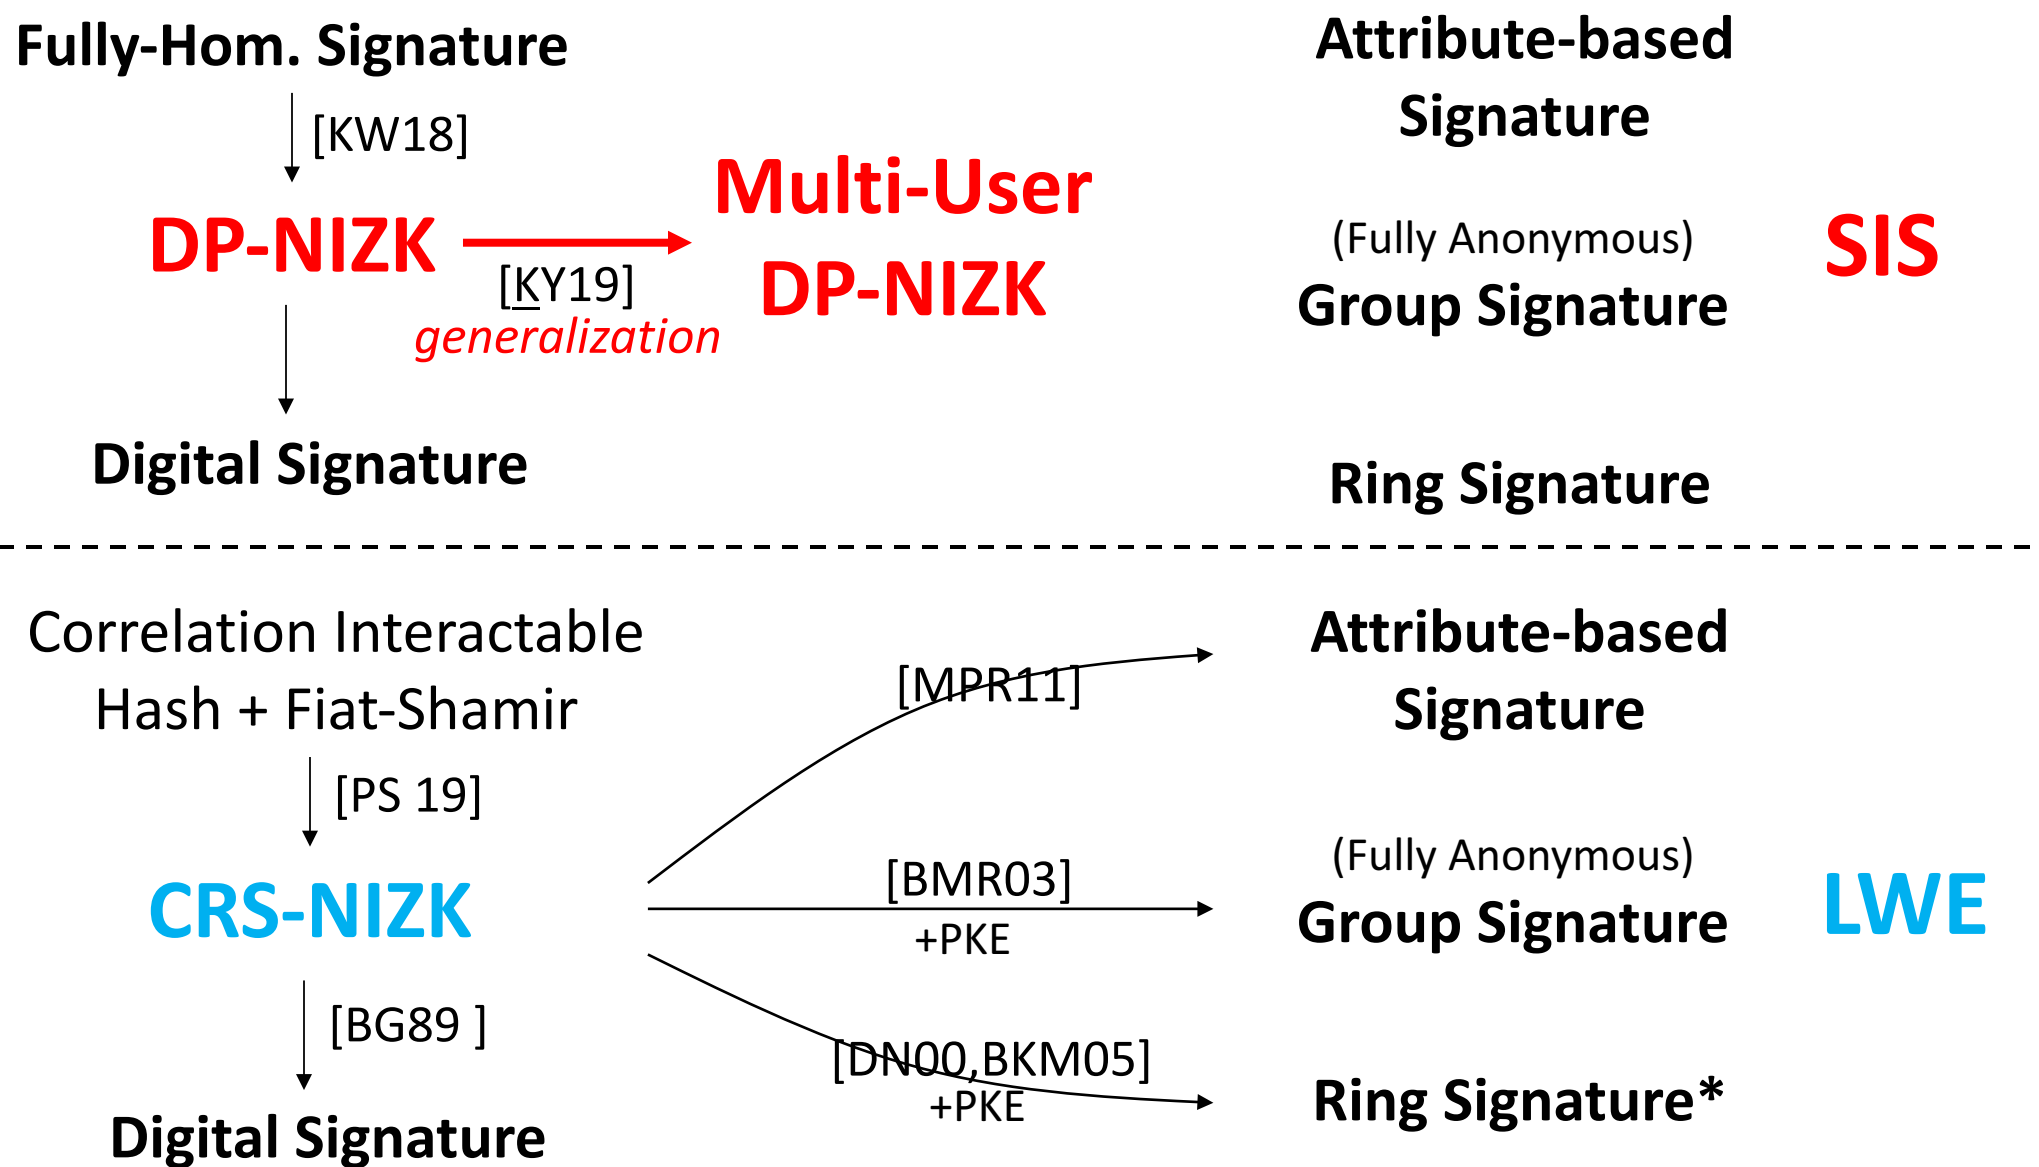 Fully-Hom. Signature
[KW18]
DP-NIZK
[KY19]
generalization
Multi-User
DP-NIZK
Digital Signature
Attribute-based
Signature
(Fully Anonymous)
Group Signature
SIS
Ring Signature
Correlation Interactable
Hash + Fiat-Shamir
[PS 19]
CRS-NIZK
[BG89 ]
Digital Signature
[MPR11]
[BMR03]
+PKE
[DN00,BKM05]
+PKE
Attribute-based
Signature
(Fully Anonymous)
Group Signature
LWE
Ring Signature*